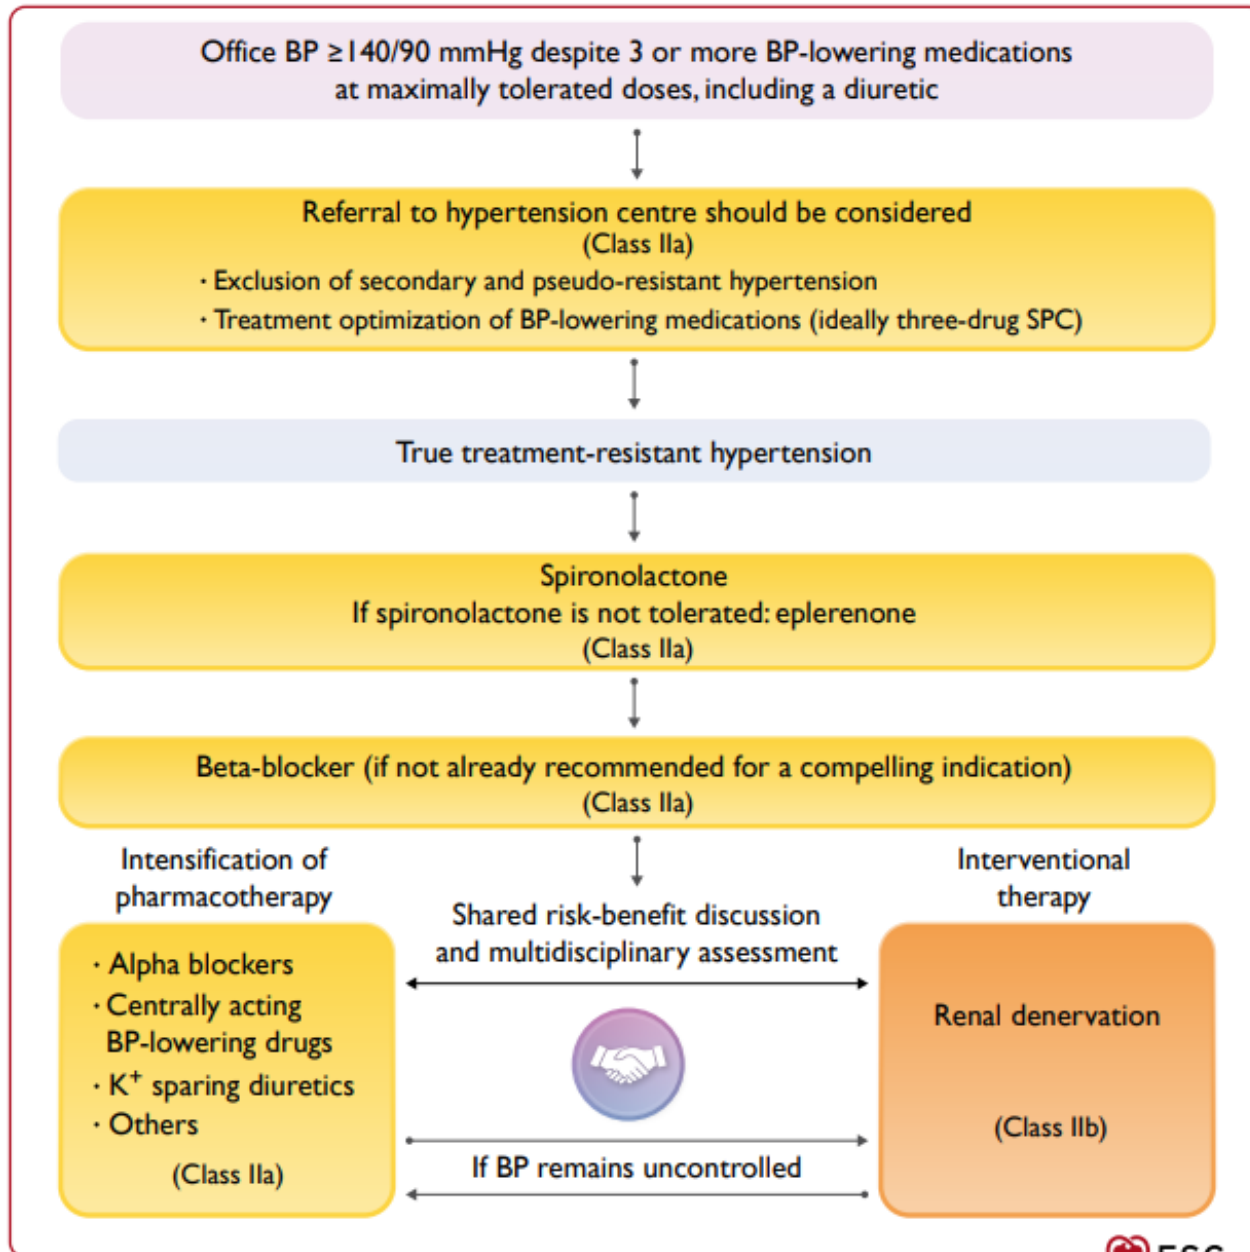 Office BP ≥140/90 mmHg despite 3 or more BP-lowering medications
at maximally tolerated doses, including a diuretic
Referral to hypertension centre should be considered
(Class IIa)
· Exclusion of secondary and pseudo-resistant hypertension
· Treatment optimization of BP-lowering medications (ideally three-drug SPC)
True treatment-resistant hypertension
Spironolactone
If spironolactone is not tolerated: eplerenone
(Class IIa)
Beta-blocker (if not already recommended for a compelling indication)
(Class IIa)
Intensification of
pharmacotherapy
· Alpha blockers
· Centrally acting
BP-lowering drugs
· K⁺ sparing diuretics
· Others
(Class IIa)
Shared risk-benefit discussion
and multidisciplinary assessment
If BP remains uncontrolled
Interventional
therapy
Renal denervation
(Class IIb)